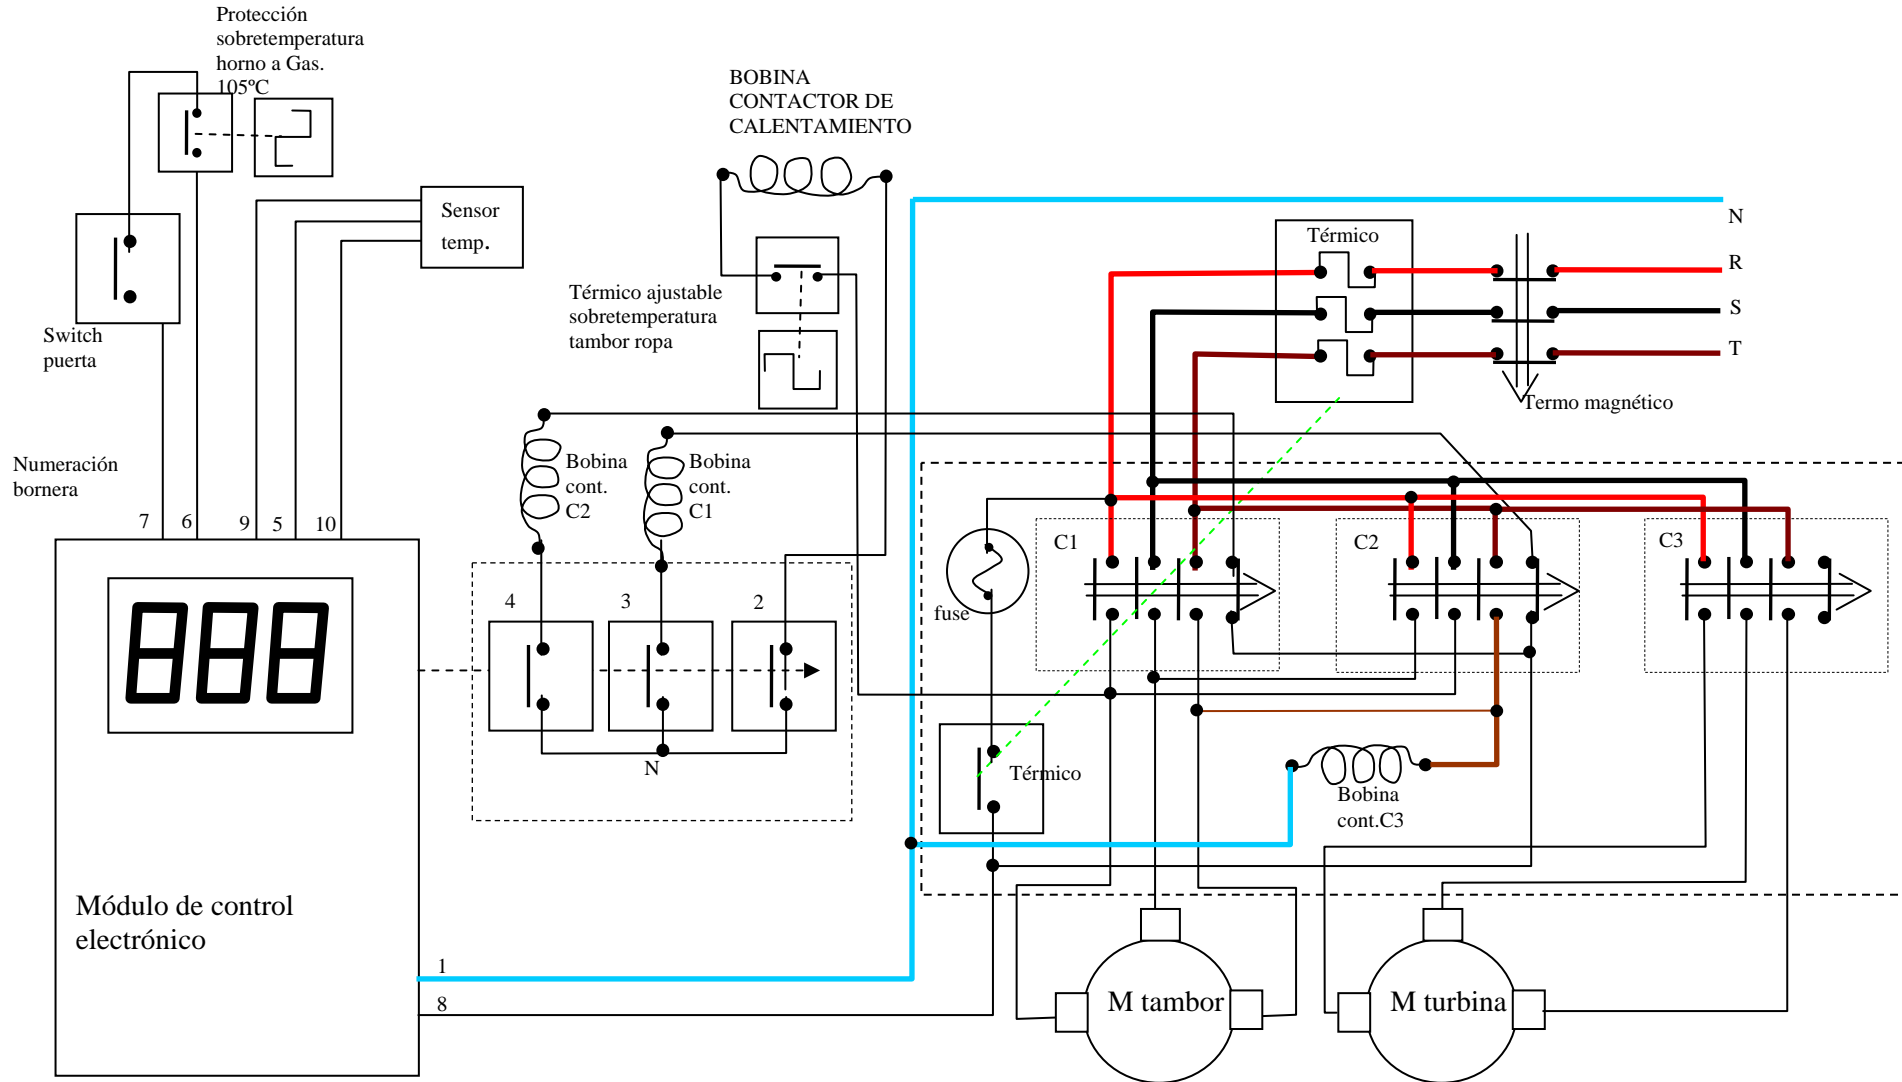 Protección
sobretemperatura
horno a Gas.
105ºC
BOBINA
CONTACTOR DE
CALENTAMIENTO
Sensor
temp.
N
Térmico
R
S
T
Termo magnético
Térmico ajustable
sobretemperatura
tambor ropa
Switch
puerta
Numeración
bornera
7 6 9 5 10
Bobina
cont.
C2
Bobina
cont.
C1
C1
C2
C3
fuse
4 3 2
888
N
Térmico
Bobina
cont.C3
Módulo de control
electrónico
1
8
M tambor
M turbina